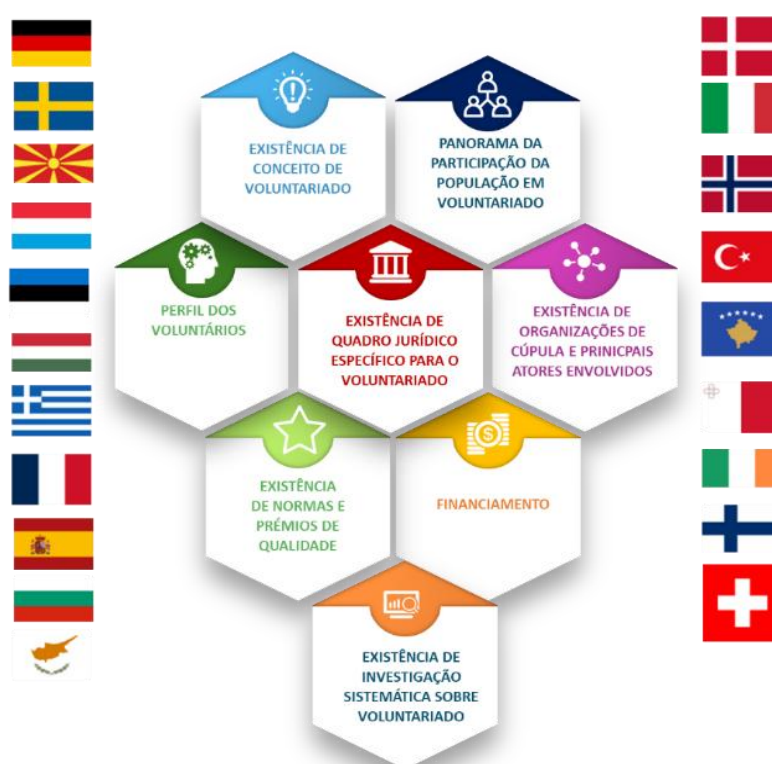 EXISTÊNCIA DE
CONCEITO DE
VOLUNTARIADO
PANORAMA DA
PARTICIPAÇÃO DA
POPULAÇÃO EM
VOLUNTARIADO
PERFIL DOS
VOLUNTÁRIOS
EXISTÊNCIA DE
QUADRO JURÍDICO
ESPECÍFICO PARA O
VOLUNTARIADO
EXISTÊNCIA DE
ORGANIZAÇÕES DE
CÚPULA E PRINICPAIS
ATORES ENVOLVIDOS
EXISTÊNCIA
DE NORMAS E
PRÉMIOS DE
QUALIDADE
FINANCIAMENTO
EXISTÊNCIA DE
INVESTIGAÇÃO
SISTEMÁTICA SOBRE
VOLUNTARIADO